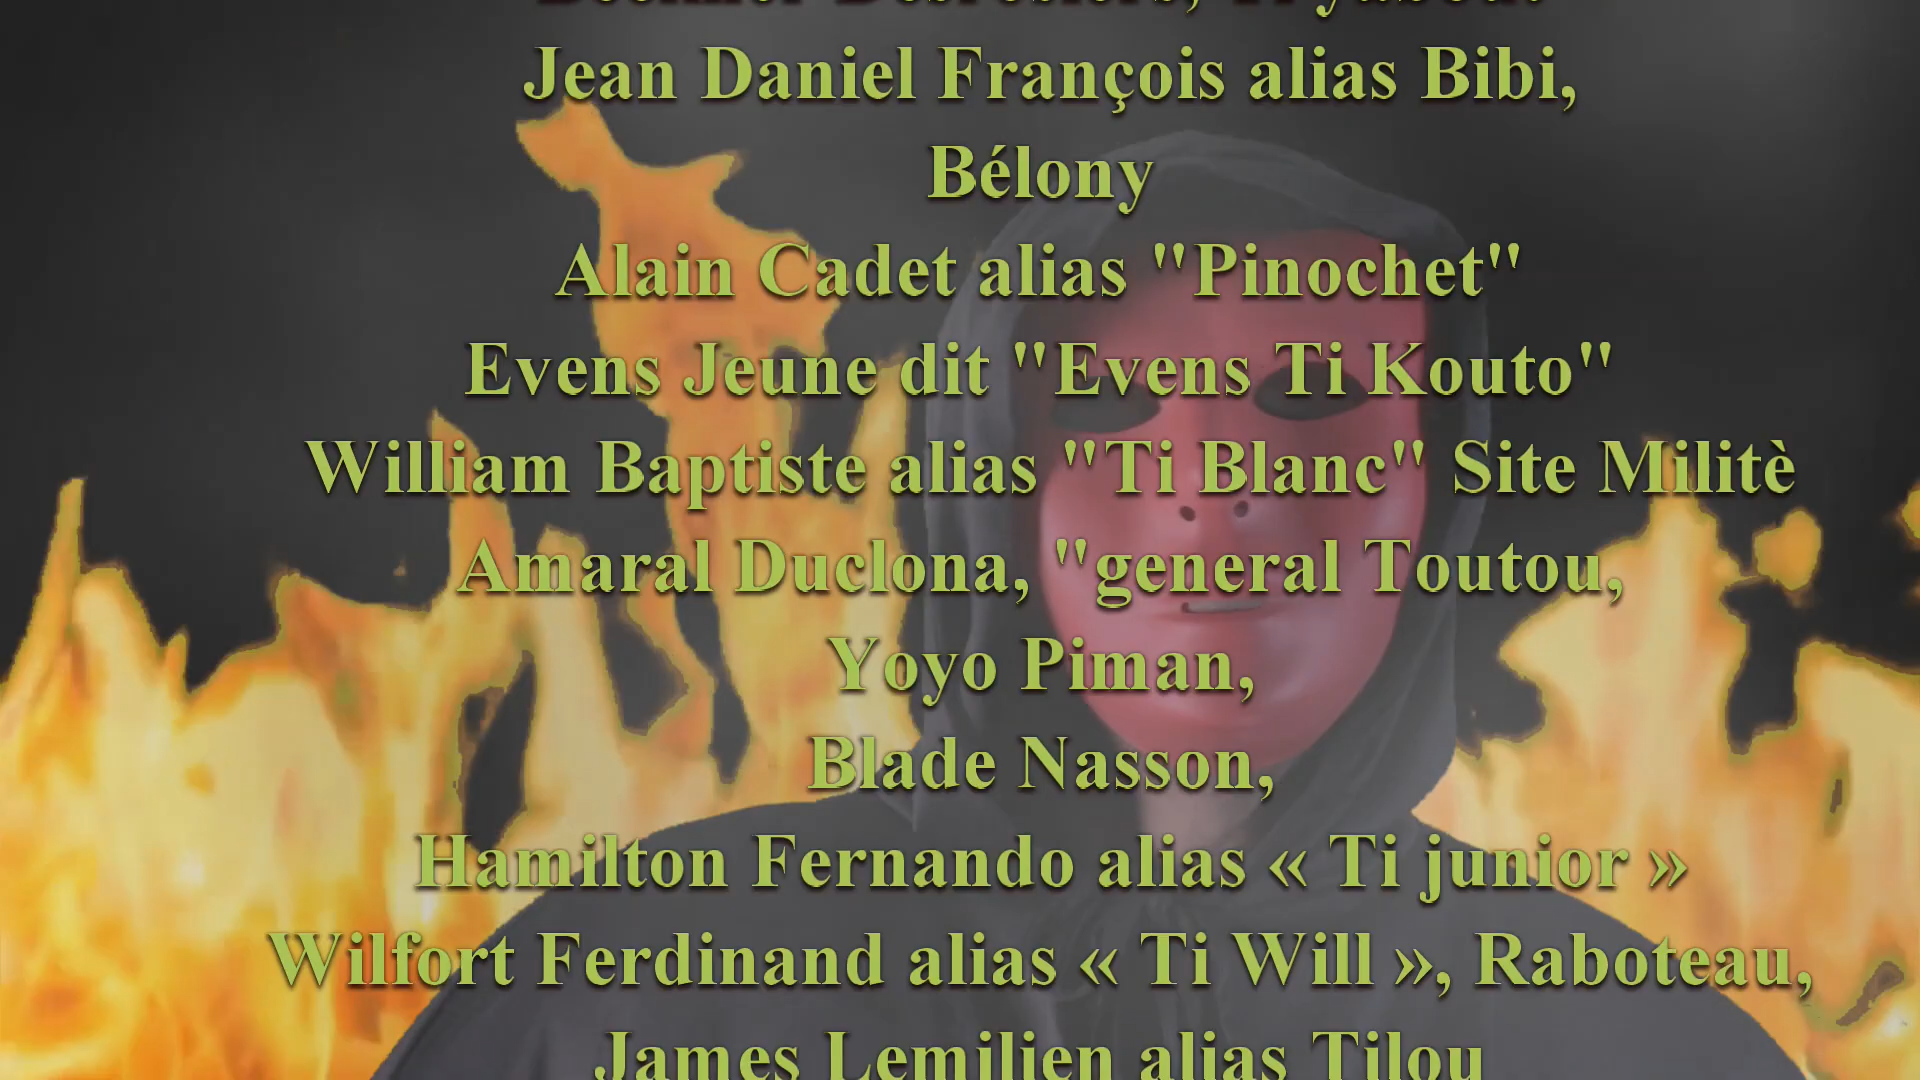 Jean Daniel François alias Bibi,
Bélony
Alain Cadet alias "Pinochet"
Evens Jeune dit "Evens Ti Kouto"
William Baptiste alias "Ti Blanc" Site Militè
Amaral Duclona, "general Toutou,
Yoyo Piman,
Blade Nasson,
Hamilton Fernando alias « Ti junior »
Wilfort Ferdinand alias « Ti Will », Raboteau,
James Lemilien alias Tilou